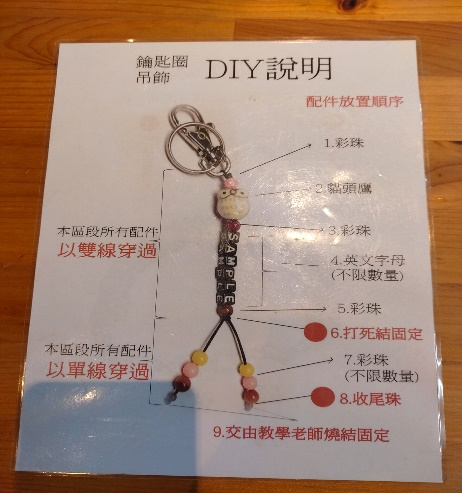 鑰匙圈
吊飾
DIY說明
配件放置順序
1.彩珠
2.貓頭鷹
3.彩珠
本區段所有配件
以雙線穿過
4.英文字母
(不限數量)
SAMPLE
SAMPLE
5.彩珠
6.打死結固定
本區段所有配件
以單線穿過
7.彩珠
(不限數量)
8.收尾珠
9.交由教學老師燒結固定